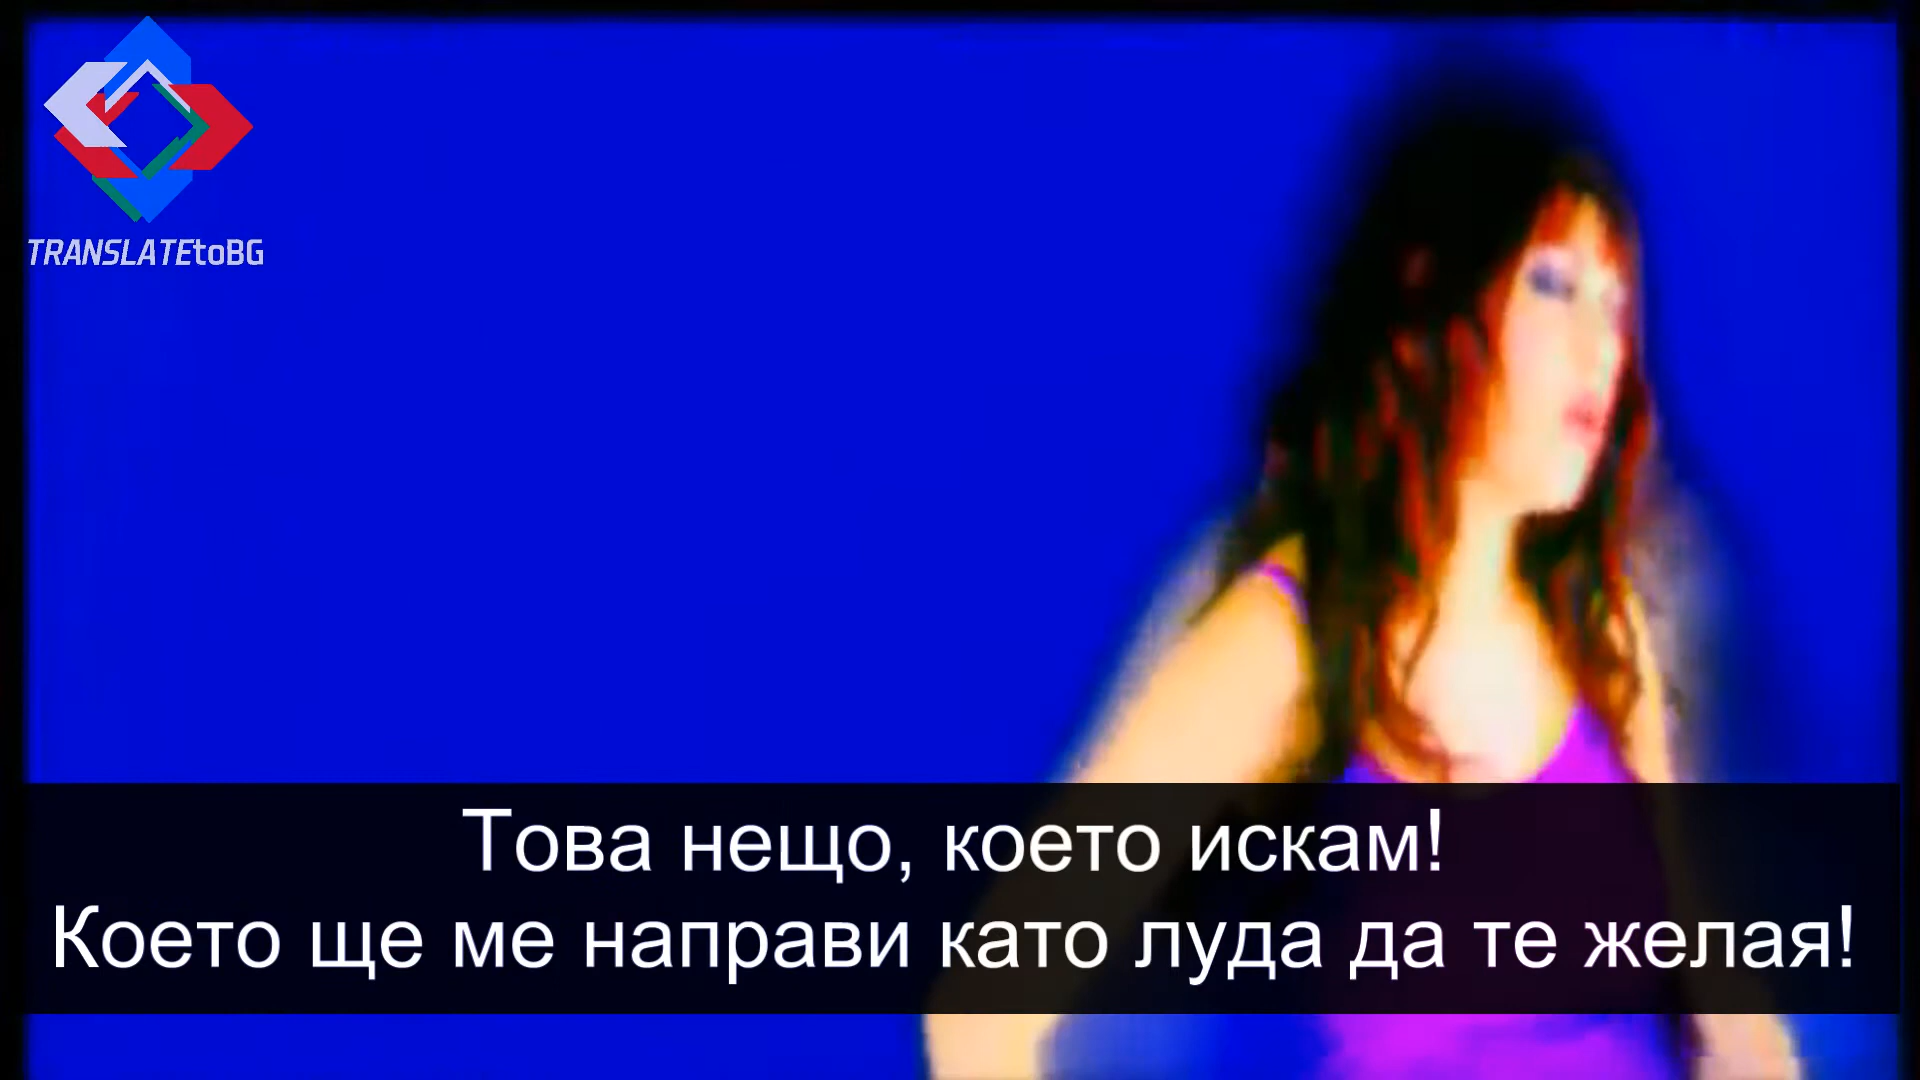 TRANSLATEtoBG
Това нещо, което искам!
Което ще ме направи като луда да те желая!